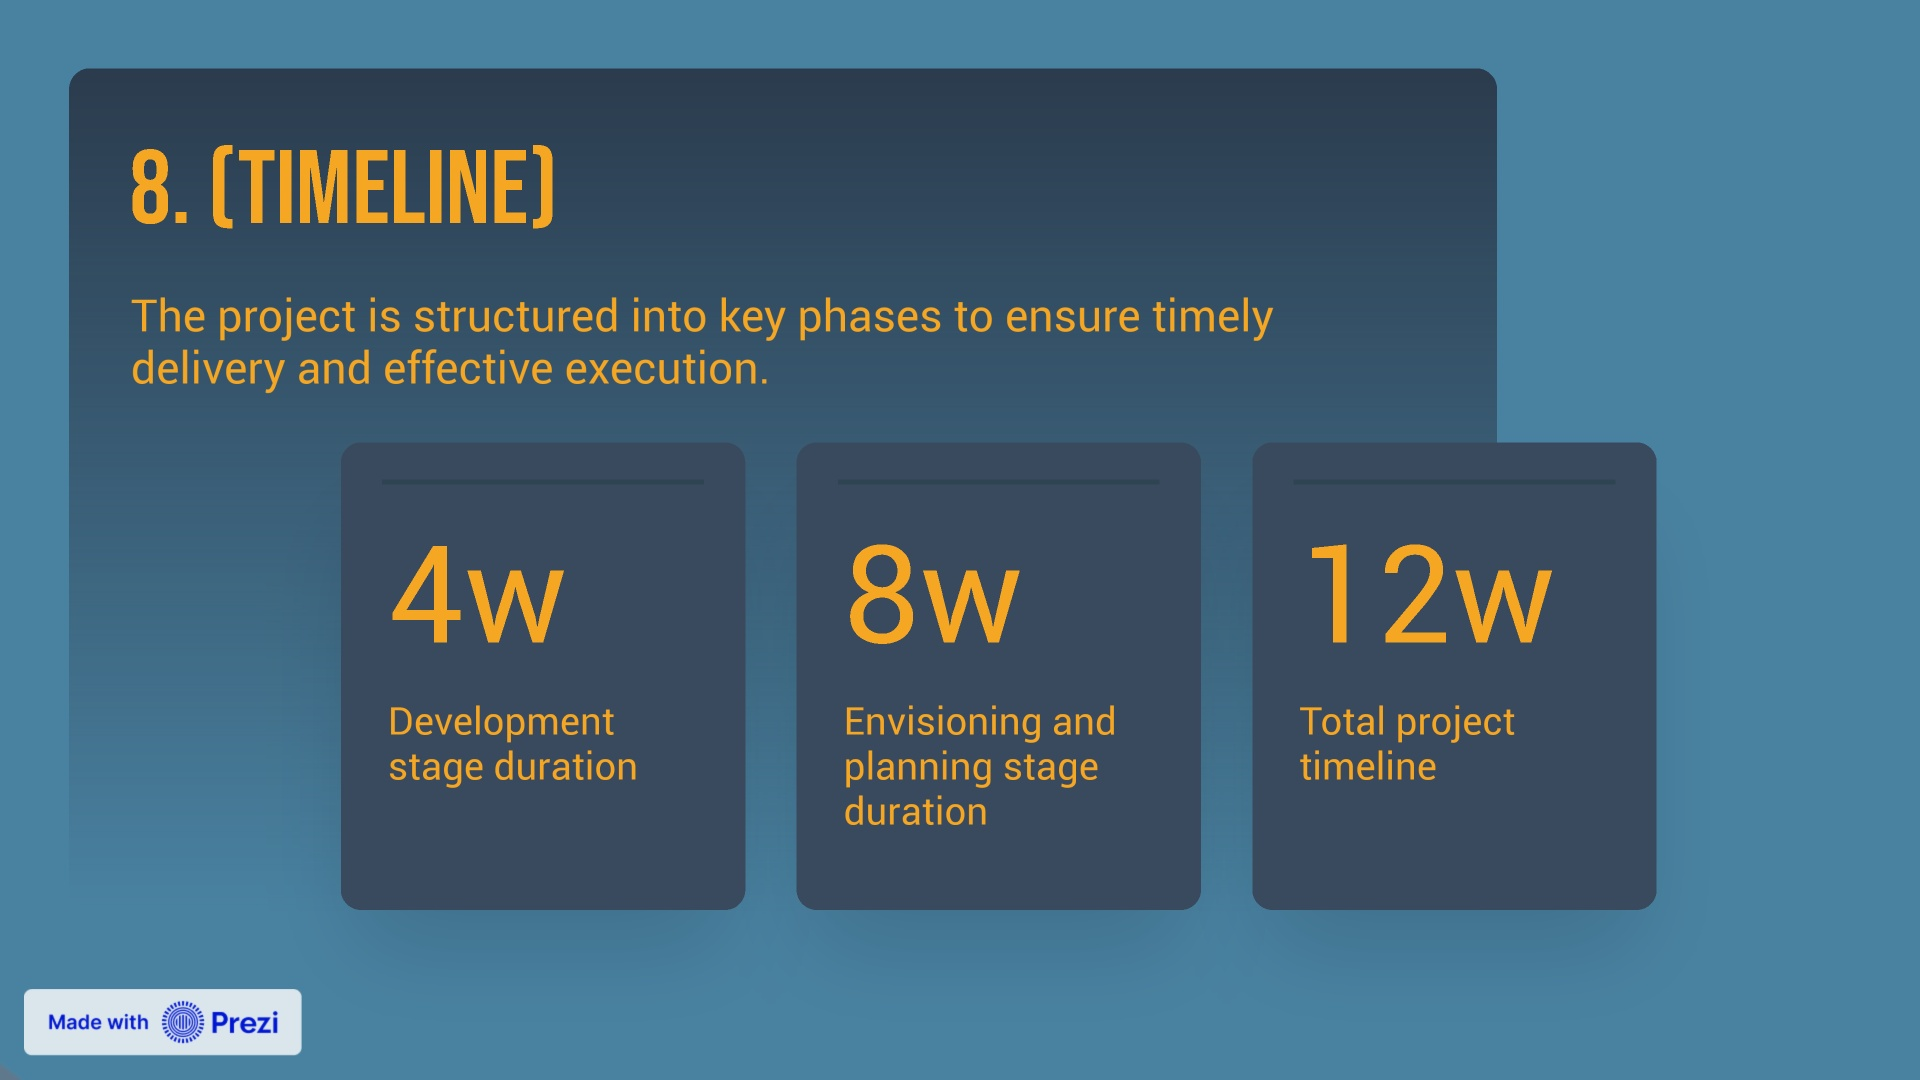 8. (TIMELINE)
The project is structured into key phases to ensure timely
delivery and effective execution.
4w
Development
stage duration
8w
Envisioning and
planning stage
duration
12w
Total project
timeline
Made with Prezi